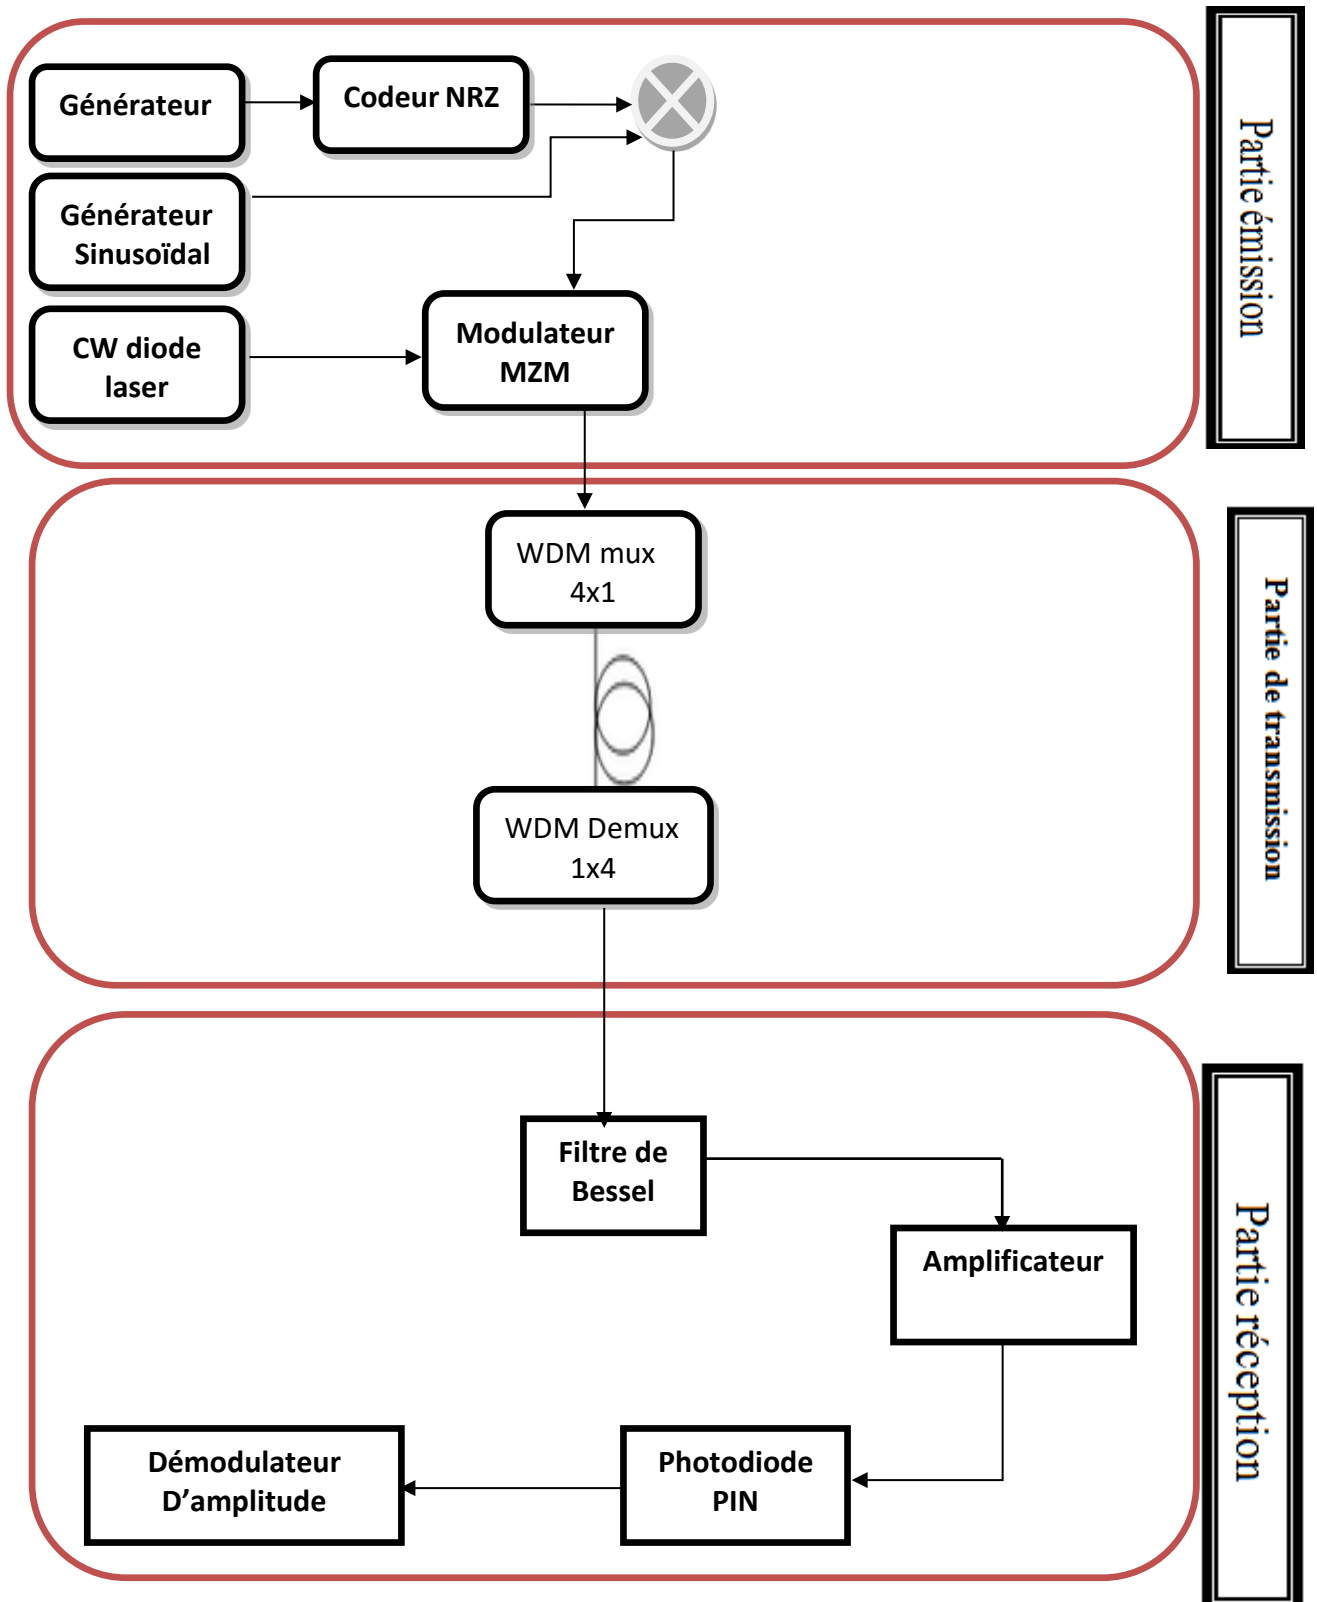 Générateur
Codeur NRZ
Générateur
Sinusoïdal
CW diode
laser
Modulateur
MZM
Partie émission
WDM mux
4x1
WDM Demux
1x4
Partie de transmission
Filtre de
Bessel
Amplificateur
Photodiode
PIN
Démodulateur
D’amplitude
Partie réception